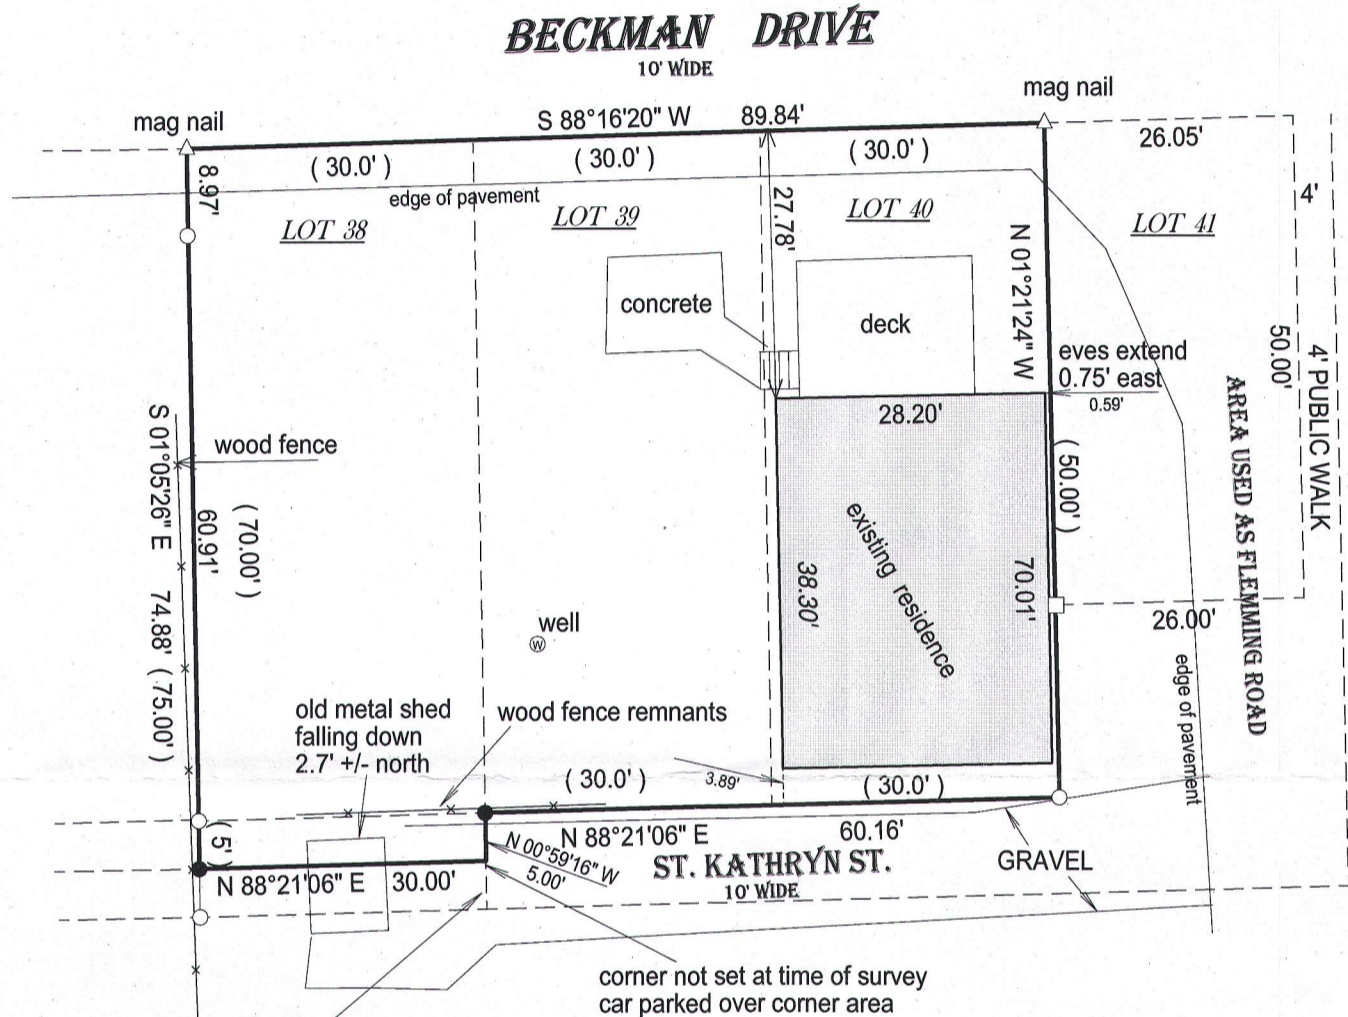 BECKMAN DRIVE
10' WIDE
mag nail
mag nail
S 88°16'20" W 89.84'
26.05'
( 30.0' )
( 30.0' )
( 30.0' )
8.97'
edge of pavement
4'
LOT 38
LOT 39
LOT 40
LOT 41
27.78'
N 01°21'24" W
concrete
deck
eves extend
0.75' east
0.59'
50.00'
4' PUBLIC WALK
AREA USED AS FLEMMING ROAD
28.20'
wood fence
S 01°05'26" E 74.88' ( 75.00' )
60.91'
( 70.00' )
( 50.00' )
existing residence
38.30'
70.01'
26.00'
well
W
edge of pavement
old metal shed
falling down
2.7' +/- north
wood fence remnants
( 30.0' )
3.89'
( 30.0' )
( 5' )
N 88°21'06" E 60.16'
N 00°59'16" W
5.00'
ST. KATHRYN ST.
10' WIDE
GRAVEL
N 88°21'06" E 30.00'
corner not set at time of survey
car parked over corner area